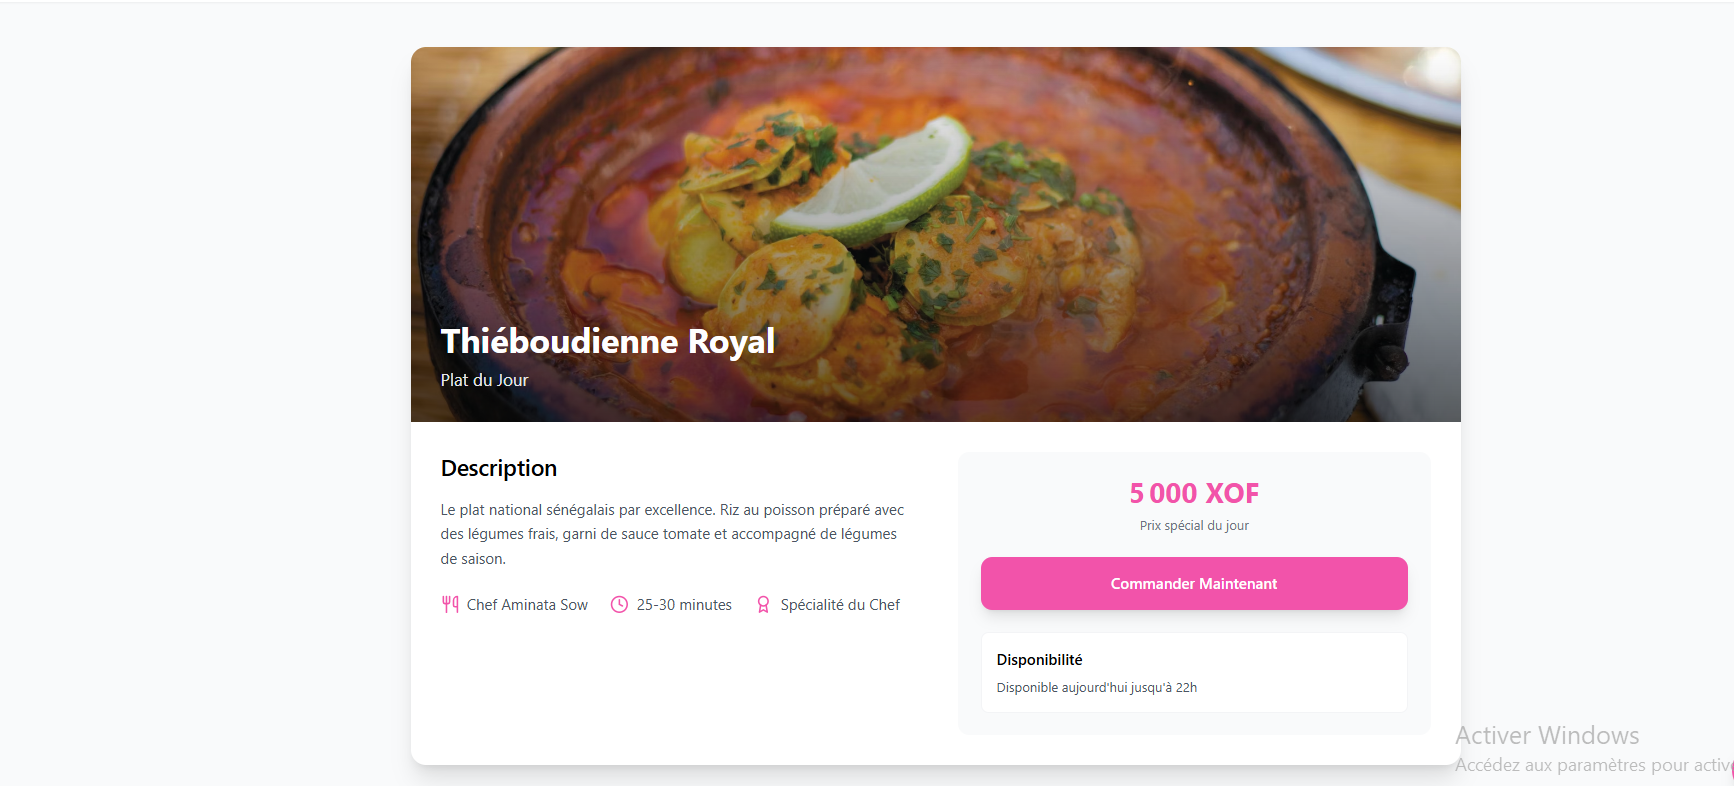 Thiéboudienne Royal
Plat du Jour
Description
Le plat national sénégalais par excellence. Riz au poisson préparé avec
des légumes frais, garni de sauce tomate et accompagné de légumes
de saison.
Chef Aminata Sow
25-30 minutes
Spécialité du Chef
5 000 XOF
Prix spécial du jour
Commander Maintenant
Disponibilité
Disponible aujourd'hui jusqu'à 22h
Activer Windows
Accédez aux paramètres pour activ